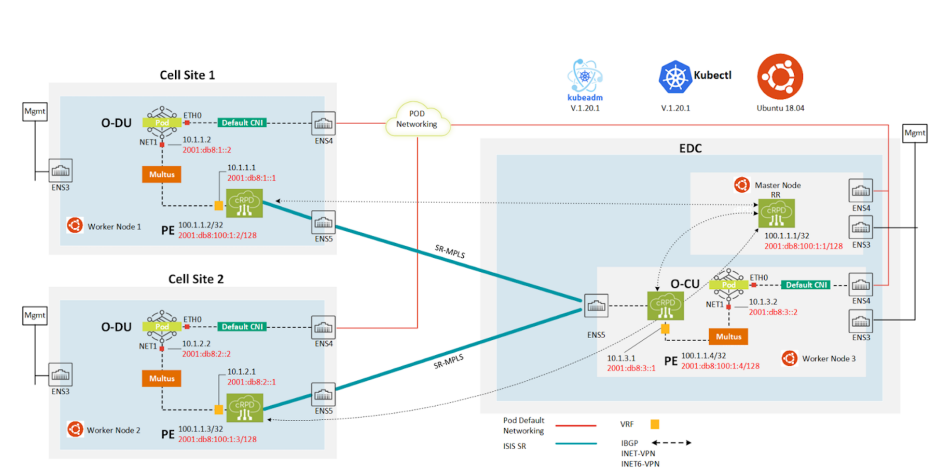 Cell Site 1
kubeadm
V.1.20.1
Kubectl
V.1.20.1
Ubuntu 18.04
Mgmt
O-DU
Pod
ETH0
Default CNI
ENS4
NET1
10.1.1.2
2001:db8:1::2
Multus
10.1.1.1
2001:db8:1::1
cRPD
ENS3
ENS5
Worker Node 1
PE
100.1.1.2/32
2001:db8:100:1:2/128
POD
Networking
SR-MPLS
Mgmt
EDC
Master Node
RR
cRPD
100.1.1.1/32
2001:db8:100:1:1/128
ENS4
ENS3
O-CU
cRPD
Pod
ETH0
Default CNI
ENS4
NET1
10.1.3.2
2001:db8:3::2
Multus
ENS5
10.1.3.1
2001:db8:3::1
PE
100.1.1.4/32
2001:db8:100:1:4/128
Worker Node 3
ENS3
Cell Site 2
Mgmt
O-DU
Pod
ETH0
Default CNI
ENS4
NET1
10.1.2.2
2001:db8:2::2
Multus
10.1.2.1
2001:db8:2::1
cRPD
ENS3
ENS5
Worker Node 2
PE
100.1.1.3/32
2001:db8:100:1:3/128
SR-MPLS
Pod Default
Networking
ISIS SR
VRF
IBGP
INET-VPN
INET6-VPN